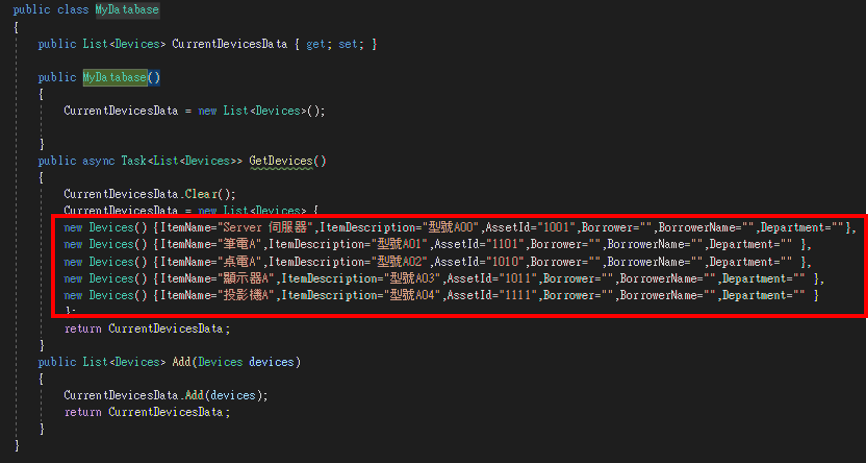 public class MyDatabase
{
public List<Devices> CurrentDevicesData { get; set; }
public MyDatabase()
{
CurrentDevicesData = new List<Devices>();
}
public async Task<List<Devices>> GetDevices()
{
CurrentDevicesData.Clear();
CurrentDevicesData = new List<Devices> {
new Devices() {ItemName="Server 伺服器",ItemDescription="型號A00",AssetId="1001",Borrower="",BorrowerName="",Department=""},
new Devices() {ItemName="筆電A",ItemDescription="型號A01",AssetId="1101",Borrower="",BorrowerName="",Department="" },
new Devices() {ItemName="桌電A",ItemDescription="型號A02",AssetId="1010",Borrower="",BorrowerName="",Department="" },
new Devices() {ItemName="顯示器A",ItemDescription="型號A03",AssetId="1011",Borrower="",BorrowerName="",Department="" },
new Devices() {ItemName="投影機A",ItemDescription="型號A04",AssetId="1111",Borrower="",BorrowerName="",Department="" }
};
return CurrentDevicesData;
}
public List<Devices> Add(Devices devices)
{
CurrentDevicesData.Add(devices);
return CurrentDevicesData;
}
}